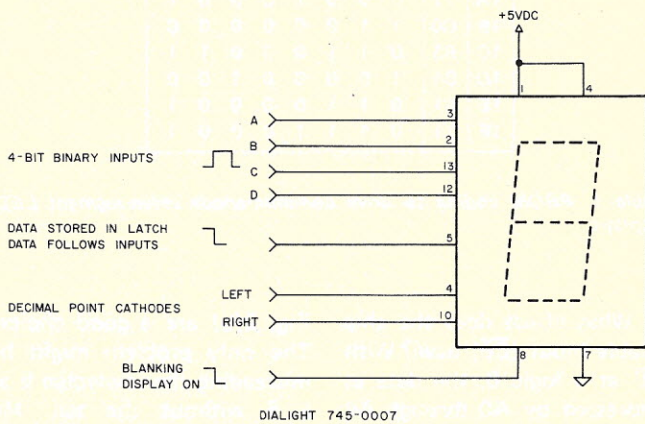 +5VDC
1 4
A 3
B 2
4-BIT BINARY INPUTS
C 13
D 12
DATA STORED IN LATCH
DATA FOLLOWS INPUTS
5
LEFT 4
DECIMAL POINT CATHODES
RIGHT 10
8 7
BLANKING
DISPLAY ON
DIALIGHT 745-0007